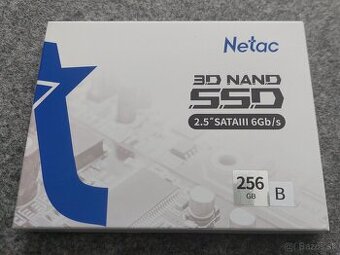 Netac
3D NAND
SSD
2.5" SATAIII 6Gb/s
256
GB
B